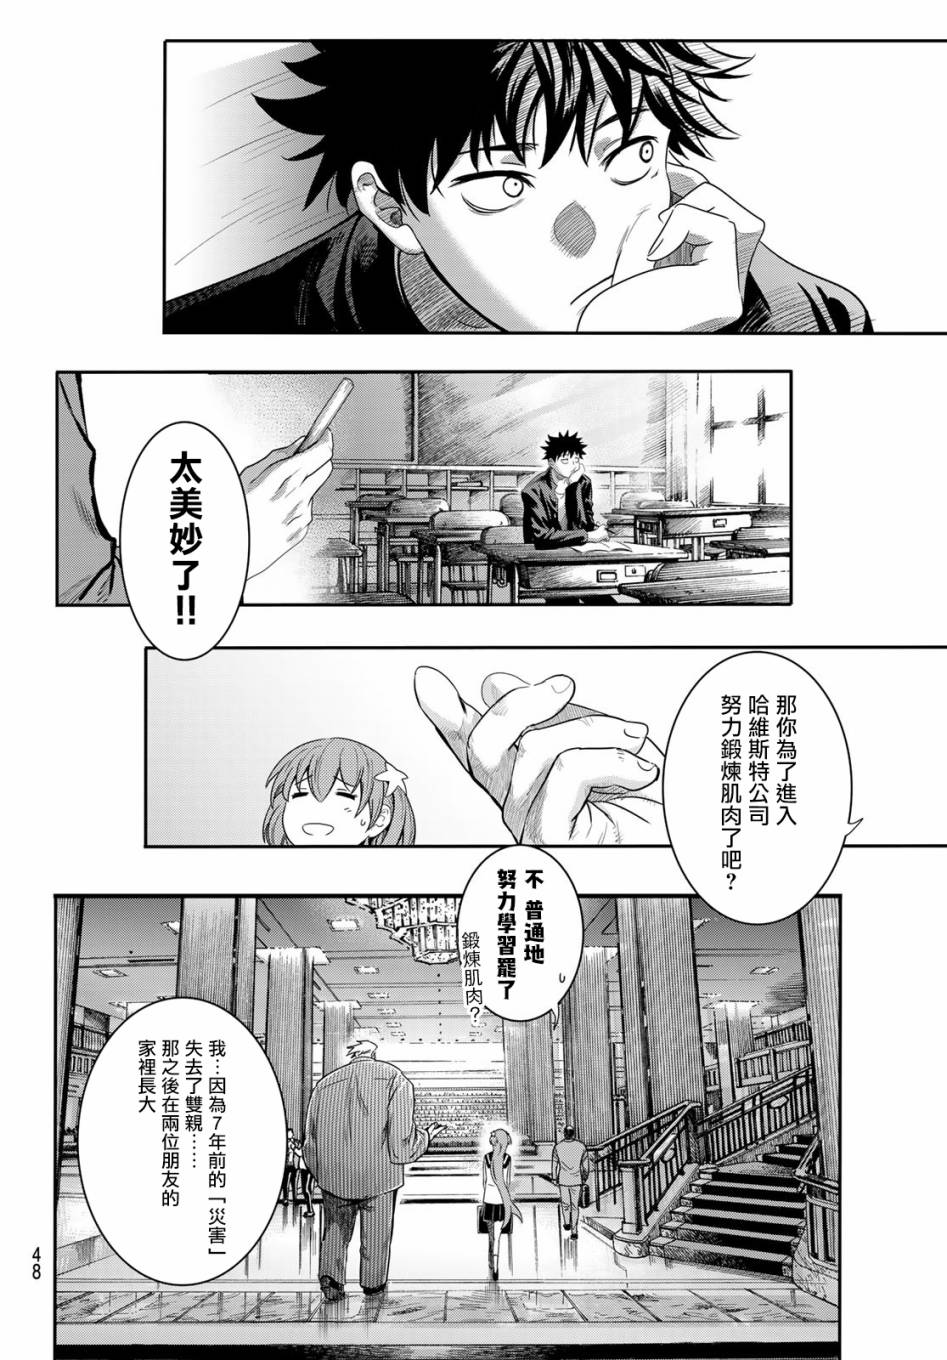 太美妙了!!
那你為了進入
哈維斯特公司
努力鍛煉肌肉了吧？
不 普通地
努力學習罷了
鍛煉肌肉？
我…因為７年前的「災害」
失去了雙親……
那之後在兩位朋友的
家裡長大
48